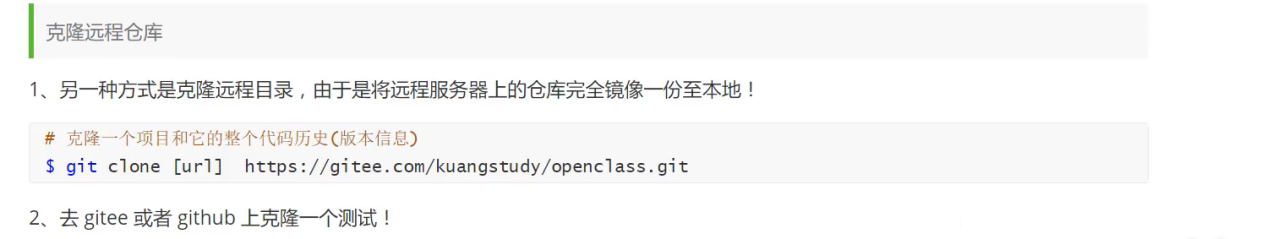 克隆远程仓库
1、另一种方式是克隆远程目录，由于是将远程服务器上的仓库完全镜像一份至本地！
# 克隆一个项目和它的整个代码历史(版本信息)
$ git clone [url]  https://gitee.com/kuangstudy/openclass.git
2、去 gitee 或者 github 上克隆一个测试！